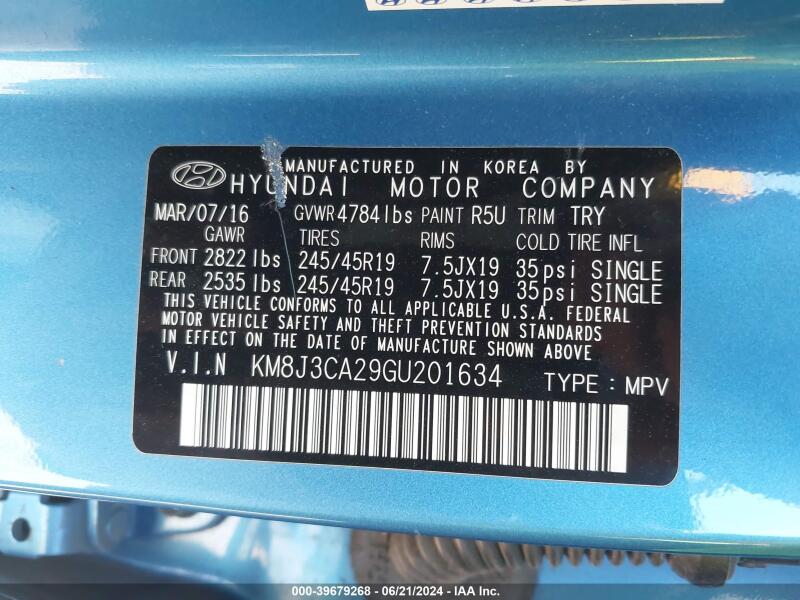 MANUFACTURED IN KOREA BY
HYUNDAI MOTOR COMPANY
MAR/07/16 GVWR 4784 lbs PAINT R5U TRIM TRY
GAWR TIRES RIMS COLD TIRE INFL
FRONT 2822 lbs 245/45R19 7.5JX19 35psi SINGLE
REAR 2535 lbs 245/45R19 7.5JX19 35psi SINGLE
THIS VEHICLE CONFORMS TO ALL APPLICABLE U.S.A. FEDERAL
MOTOR VEHICLE SAFETY AND THEFT PREVENTION STANDARDS
IN EFFECT ON THE DATE OF MANUFACTURE SHOWN ABOVE
V.I.N KM8J3CA29GU201634 TYPE : MPV
000-39679268 - 06/21/2024 - IAA Inc.